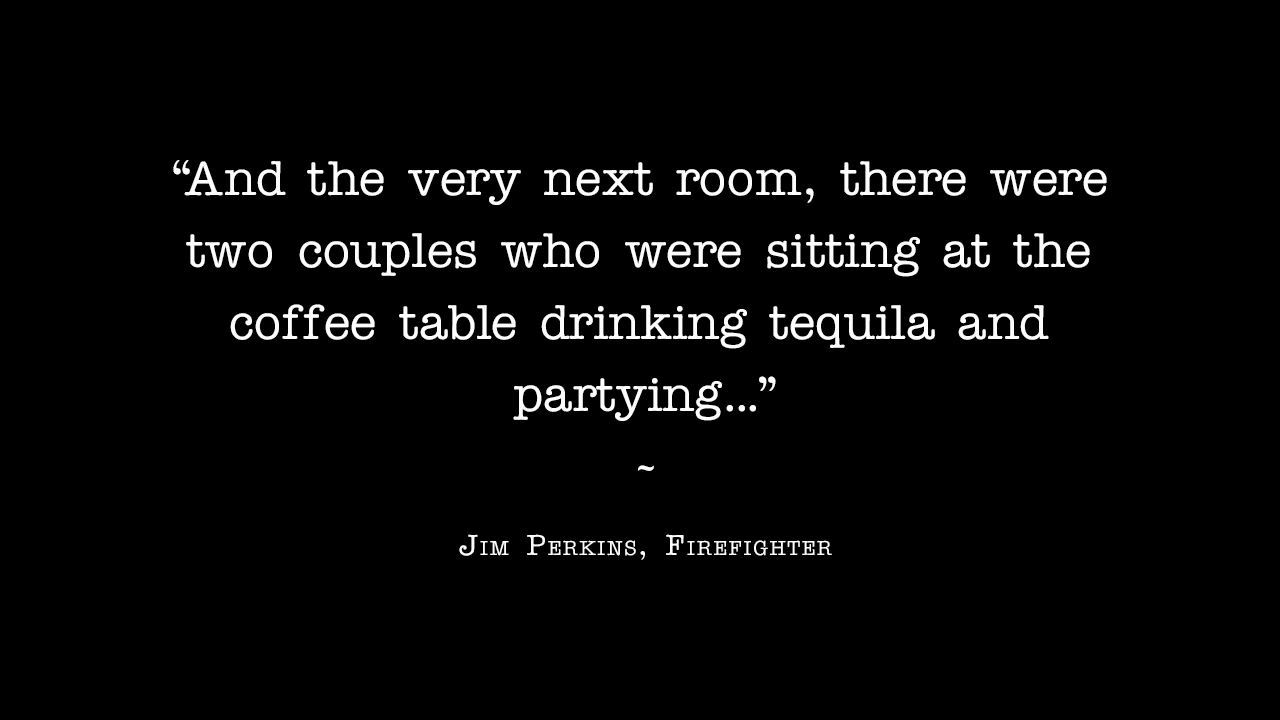 “And the very next room, there were
two couples who were sitting at the
coffee table drinking tequila and
partying...”
~
Jim Perkins, Firefighter